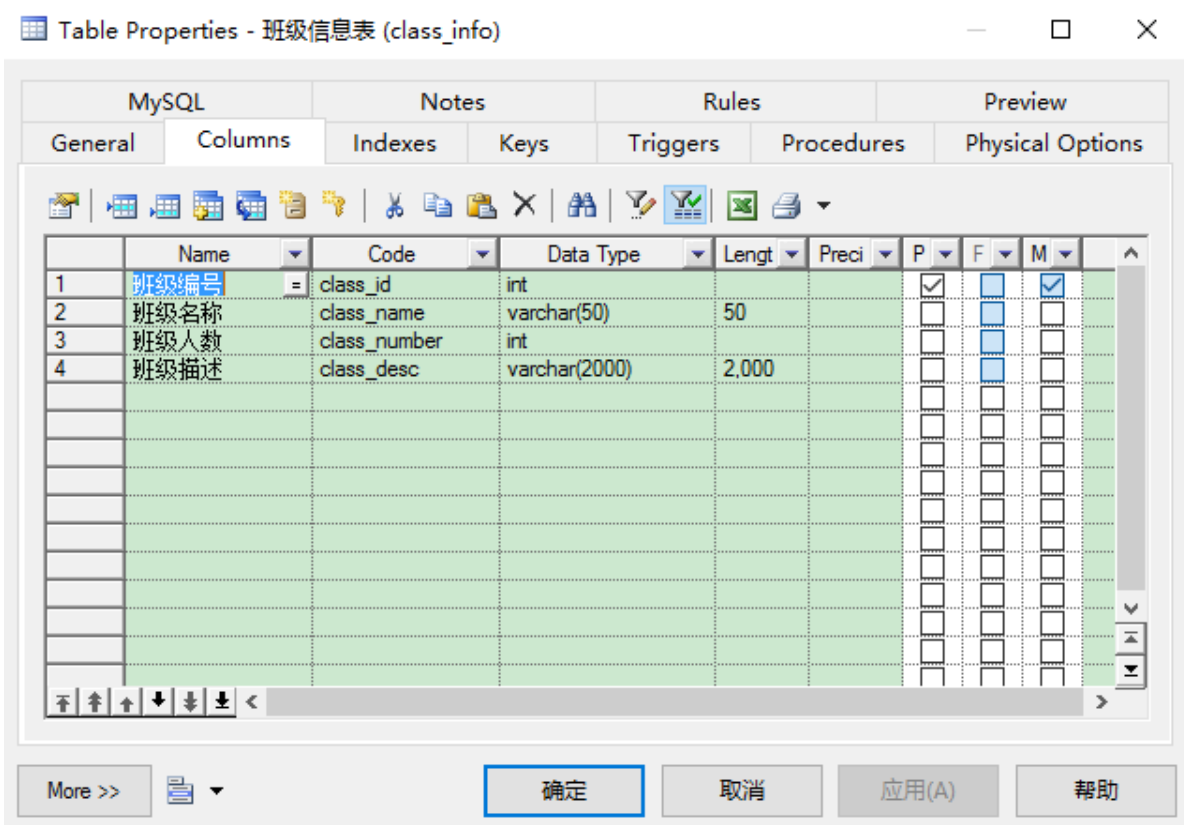 Table Properties - 班级信息表 (class_info)
MySQL Notes Rules Preview
General Columns Indexes Keys Triggers Procedures Physical Options
Name Code Data Type Lengt Preci P F M
1 班级编号 = class_id int
2 班级名称 class_name varchar(50) 50
3 班级人数 class_number int
4 班级描述 class_desc varchar(2000) 2,000
More >> 确定 取消 应用(A) 帮助